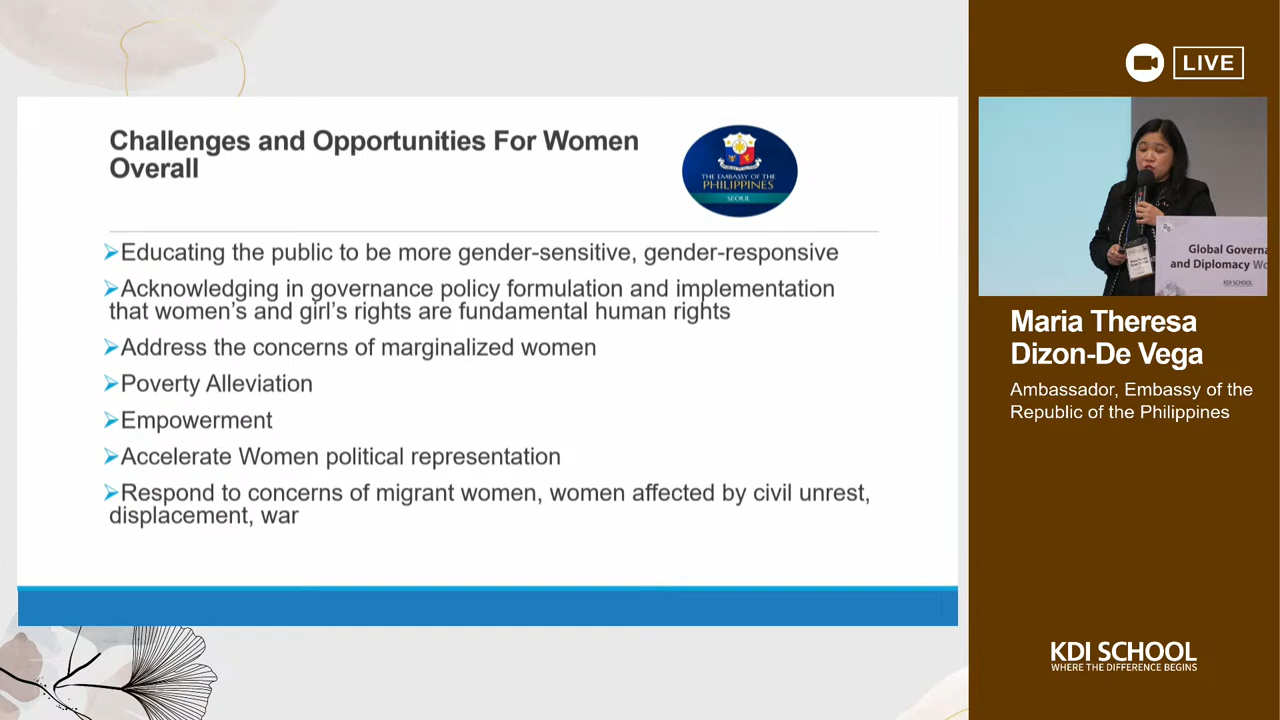 LIVE
Challenges and Opportunities For Women
Overall
THE EMBASSY OF THE
PHILIPPINES
SEOUL
➢Educating the public to be more gender-sensitive, gender-responsive
➢Acknowledging in governance policy formulation and implementation
that women's and girl's rights are fundamental human rights
➢Address the concerns of marginalized women
➢Poverty Alleviation
➢Empowerment
➢Accelerate Women political representation
➢Respond to concerns of migrant women, women affected by civil unrest,
displacement, war
Global Governa
and Diplomacy Wo
KDI SCHOOL
Maria Theresa
Dizon-De Vega
Ambassador, Embassy of the
Republic of the Philippines
KDI SCHOOL
WHERE THE DIFFERENCE BEGINS